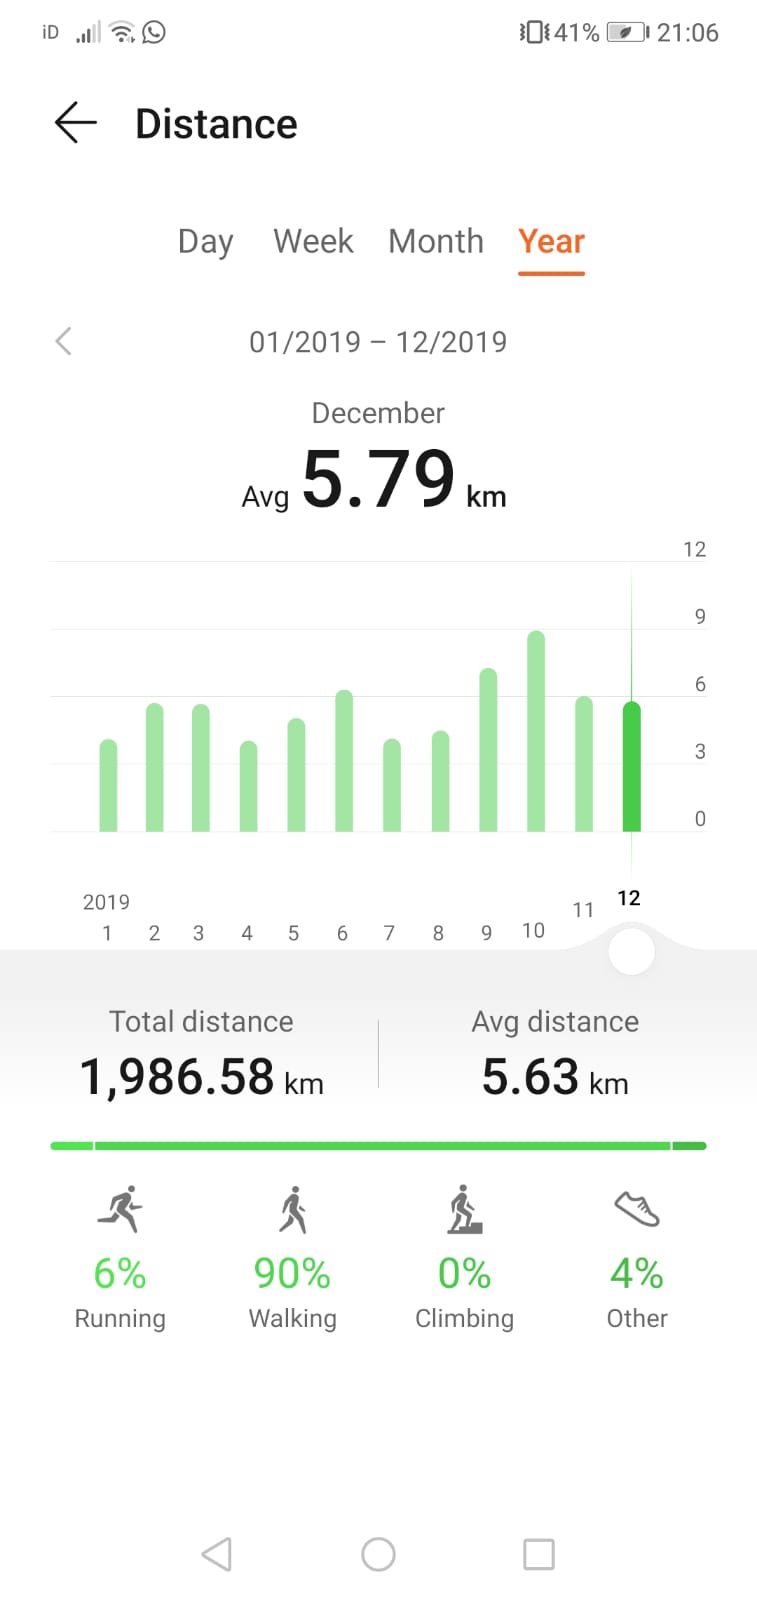 iD 41% 21:06
Distance
Day Week Month Year
01/2019 – 12/2019
December
Avg 5.79 km
12
9
6
3
0
2019
1 2 3 4 5 6 7 8 9 10 11 12
Total distance Avg distance
1,986.58 km 5.63 km
6% 90% 0% 4%
Running Walking Climbing Other